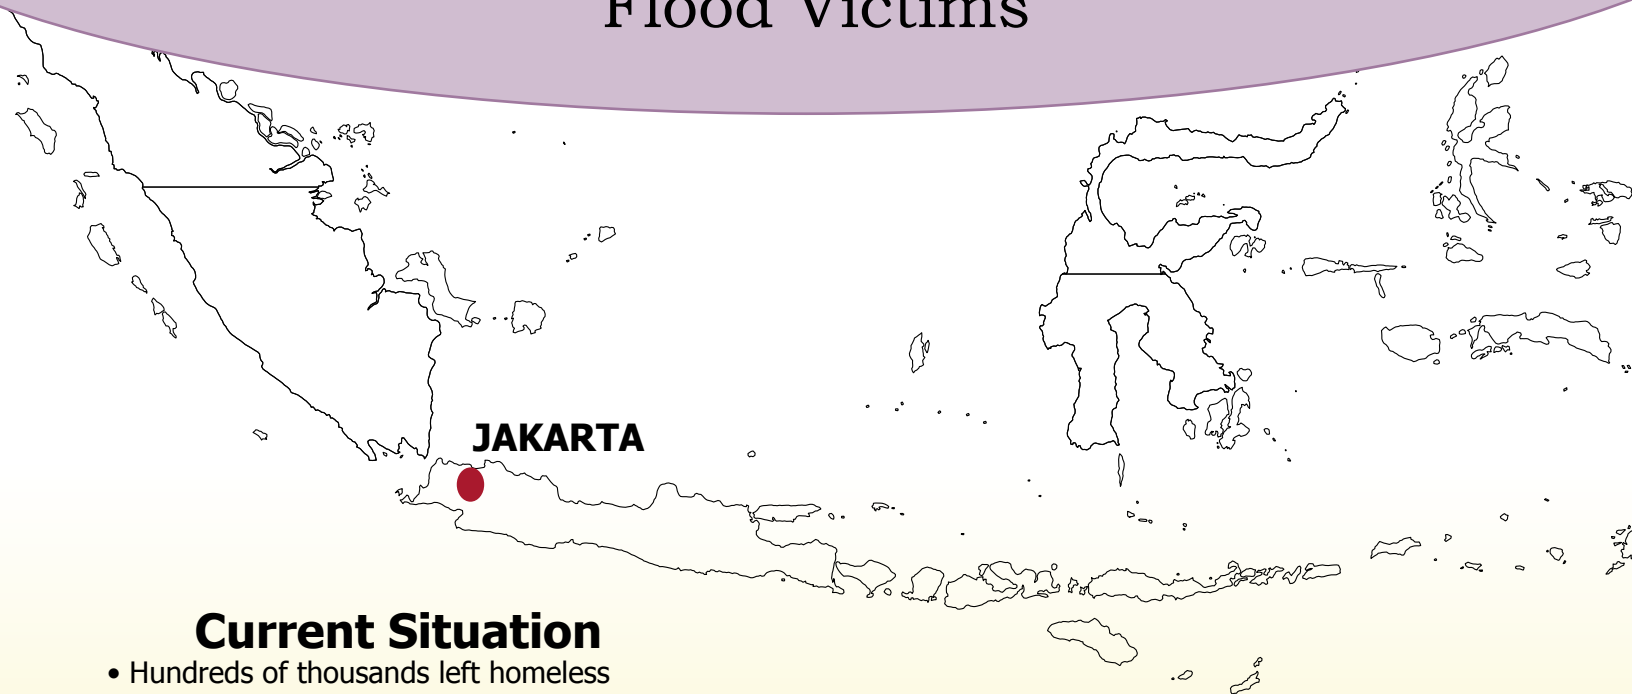 Flood Victims
JAKARTA
Current Situation
• Hundreds of thousands left homeless